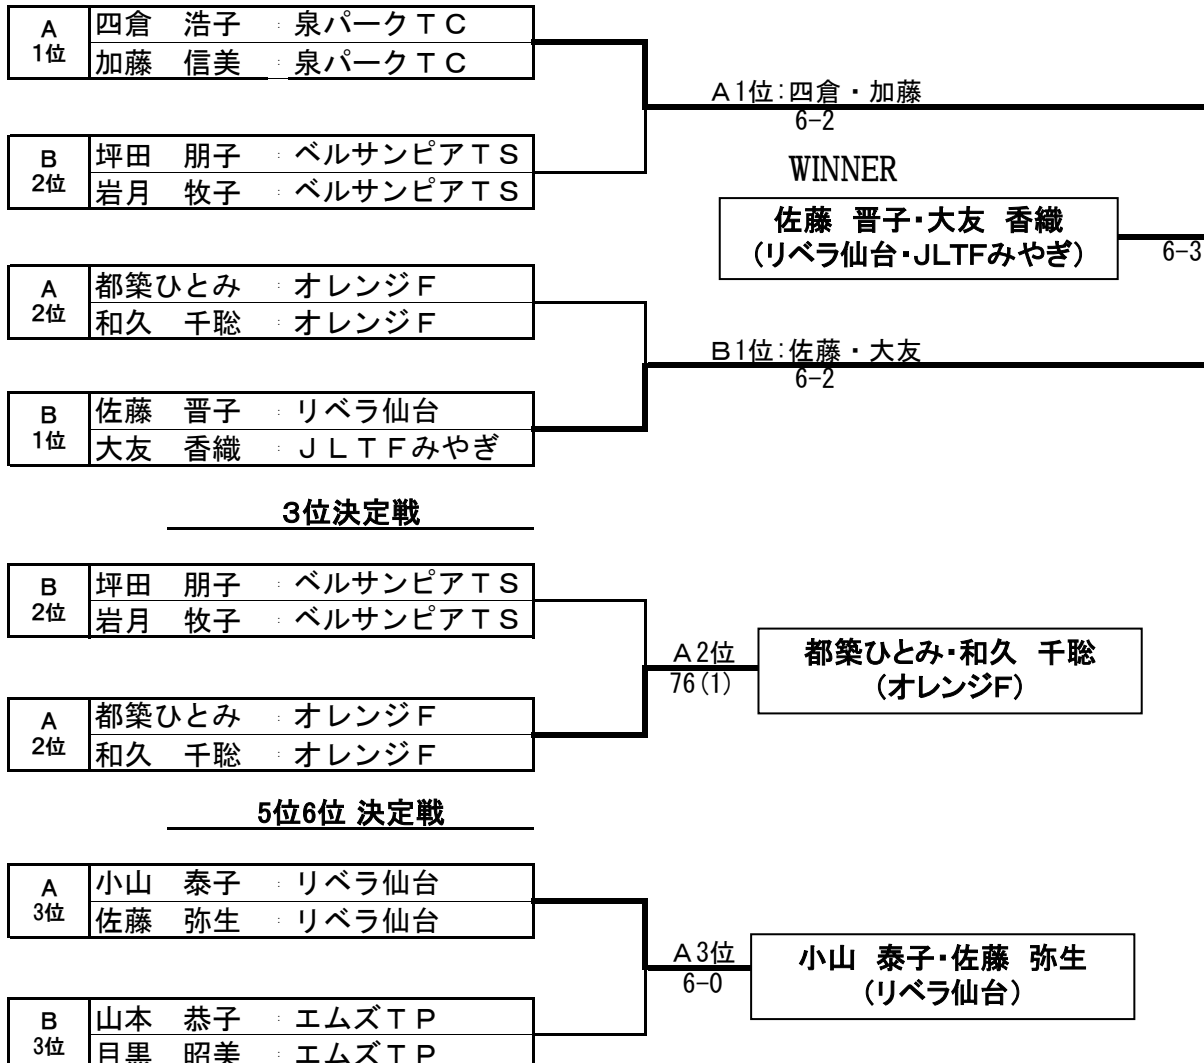 A 1位 四倉 浩子 : 泉パークTC
加藤 信美 : 泉パークTC
A1位:四倉・加藤
6-2
B 2位 坪田 朋子 : ベルサンピアTS
岩月 牧子 : ベルサンピアTS
WINNER
佐藤 晋子・大友 香織
(リベラ仙台・JLTFみやぎ)
6-3
A 2位 都築ひとみ : オレンジF
和久 千聡 : オレンジF
B1位:佐藤・大友
6-2
B 1位 佐藤 晋子 : リベラ仙台
大友 香織 : JLTFみやぎ
3位決定戦
B 2位 坪田 朋子 : ベルサンピアTS
岩月 牧子 : ベルサンピアTS
A2位
76(1)
都築ひとみ・和久 千聡
(オレンジF)
A 2位 都築ひとみ : オレンジF
和久 千聡 : オレンジF
5位6位 決定戦
A 3位 小山 泰子 : リベラ仙台
佐藤 弥生 : リベラ仙台
A3位
6-0
小山 泰子・佐藤 弥生
(リベラ仙台)
B 3位 山本 恭子 : エムズTP
目黒 昭美 : エムズTP